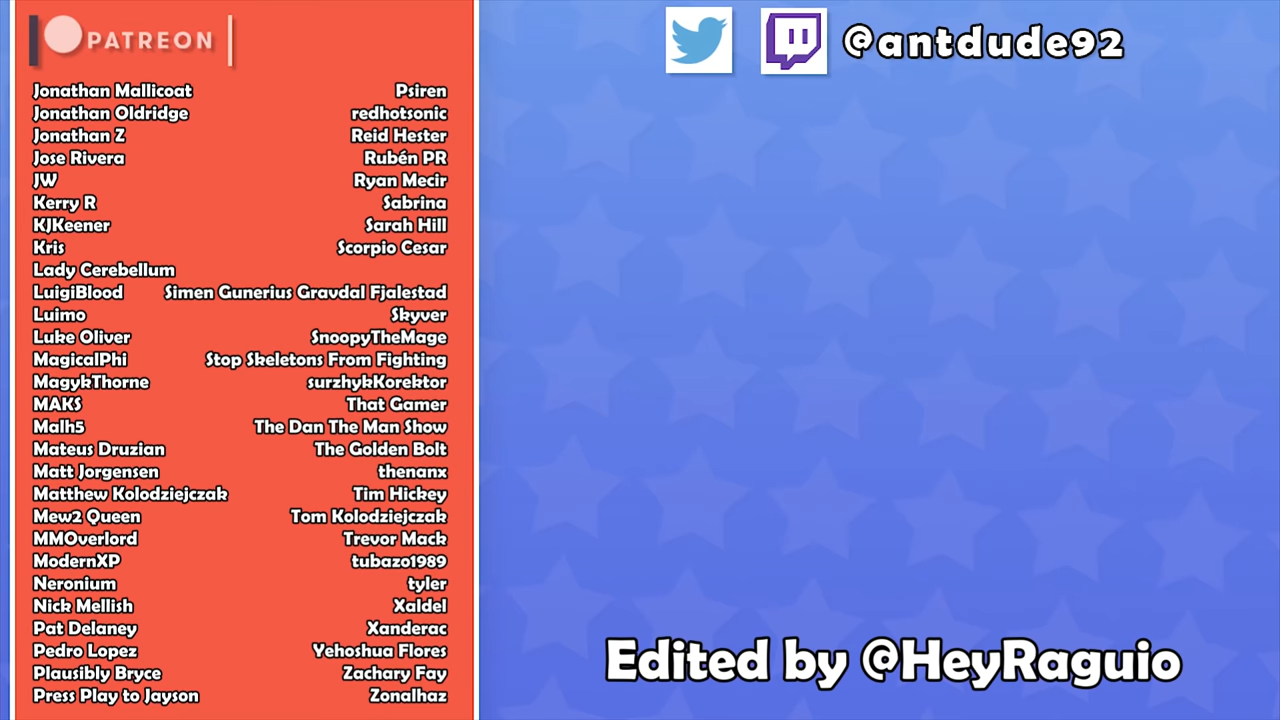 PATREON
@antdude92
Jonathan Mallicoat Psiren
Jonathan Oldridge redhotsonic
Jonathan Z Reid Hester
Jose Rivera Rubén PR
JW Ryan Mecir
Kerry R Sabrina
KJKeener Sarah Hill
Kris Scorpio Cesar
Lady Cerebellum
LuigiBlood Simen Gunerius Gravdal Fjalestad
Luimo Skyver
Luke Oliver SnoopyTheMage
MagicalPhi Stop Skeletons From Fighting
MagykThorne surzhykKorektor
MAKS That Gamer
Malh5 The Dan The Man Show
Mateus Druzian The Golden Bolt
Matt Jorgensen thenanx
Matthew Kolodziejczak Tim Hickey
Mew2 Queen Tom Kolodziejczak
MMOverlord Trevor Mack
ModernXP tubazo1989
Neronium tyler
Nick Mellish Xaldel
Pat Delaney Xanderac
Pedro Lopez Yehoshua Flores
Plausibly Bryce Zachary Fay
Press Play to Jayson Zonalhaz
Edited by @HeyRaguio